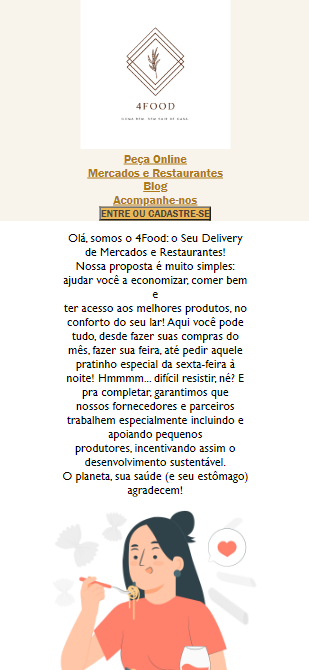 4FOOD
COMA BEM, SEM SAIR DE CASA
Peça Online
Mercados e Restaurantes
Blog
Acompanhe-nos
ENTRE OU CADASTRE-SE
Olá, somos o 4Food: o Seu Delivery
de Mercados e Restaurantes!
Nossa proposta é muito simples:
ajudar você a economizar, comer bem
e
ter acesso aos melhores produtos, no
conforto do seu lar! Aqui você pode
tudo, desde fazer suas compras do
mês, fazer sua feira, até pedir aquele
pratinho especial da sexta-feira à
noite! Hmmmm... difícil resistir, né? E
pra completar, garantimos que
nossos fornecedores e parceiros
trabalhem especialmente incluindo e
apoiando pequenos
produtores, incentivando assim o
desenvolvimento sustentável.
O planeta, sua saúde (e seu estômago)
agradecem!